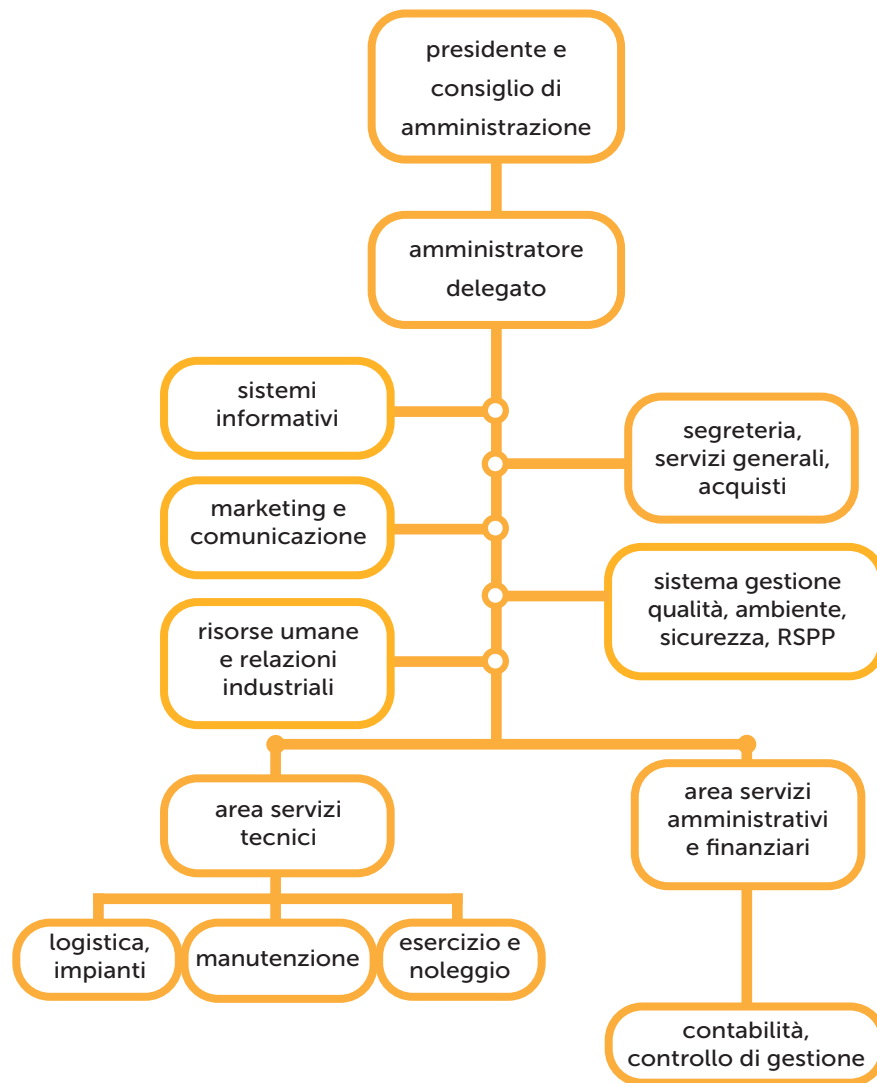 presidente e
consiglio di
amministrazione
amministratore
delegato
sistemi
informativi
segreteria,
servizi generali,
acquisti
marketing e
comunicazione
sistema gestione
qualità, ambiente,
sicurezza, RSPP
risorse umane
e relazioni
industriali
area servizi
tecnici
area servizi
amministrativi
e finanziari
logistica,
impianti
manutenzione
esercizio e
noleggio
contabilità,
controllo di gestione